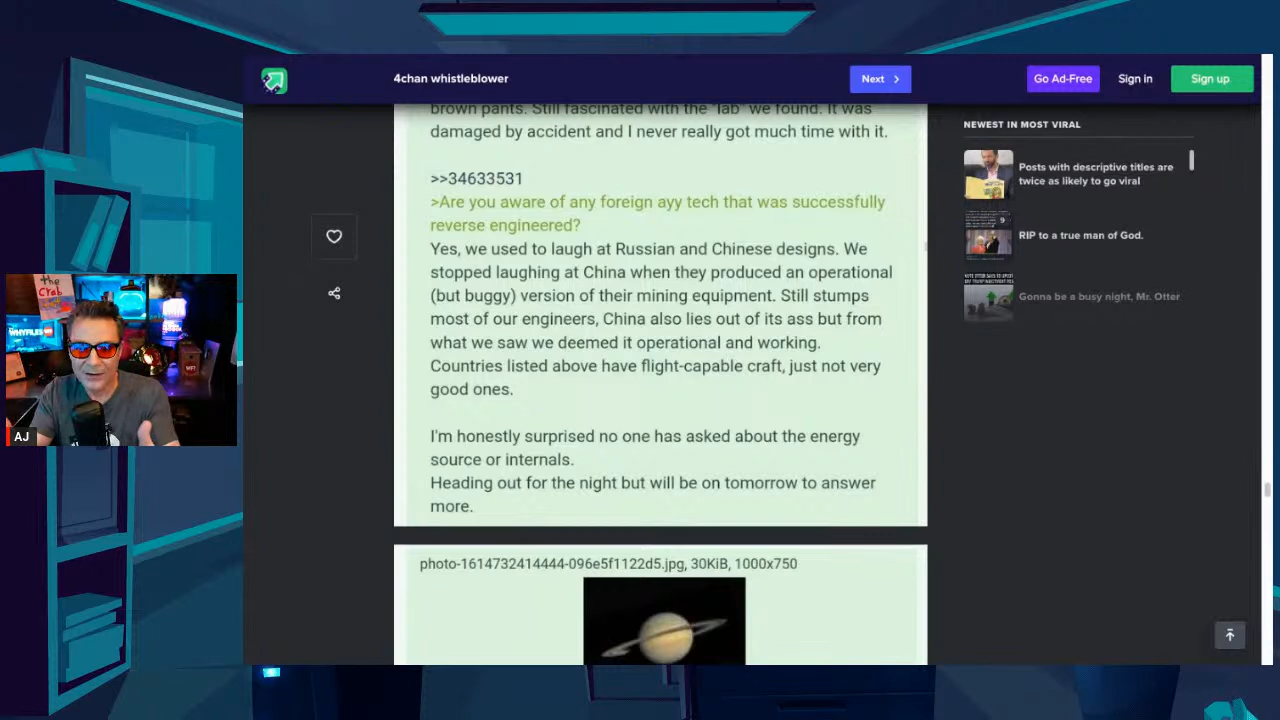 4chan whistleblower
Next
Go Ad-Free
Sign in
Sign up
brown pants. Still fascinated with the "lab" we found. It was
damaged by accident and I never really got much time with it.
>>34633531
>Are you aware of any foreign ayy tech that was successfully
reverse engineered?
Yes, we used to laugh at Russian and Chinese designs. We
stopped laughing at China when they produced an operational
(but buggy) version of their mining equipment. Still stumps
most of our engineers, China also lies out of its ass but from
what we saw we deemed it operational and working.
Countries listed above have flight-capable craft, just not very
good ones.
I'm honestly surprised no one has asked about the energy
source or internals.
Heading out for the night but will be on tomorrow to answer
more.
photo-1614732414444-096e5f1122d5.jpg, 30KiB, 1000x750
NEWEST IN MOST VIRAL
Posts with descriptive titles are
twice as likely to go viral
RIP to a true man of God.
Gonna be a busy night, Mr. Otter
the
Crab
WHYFILES
AJ